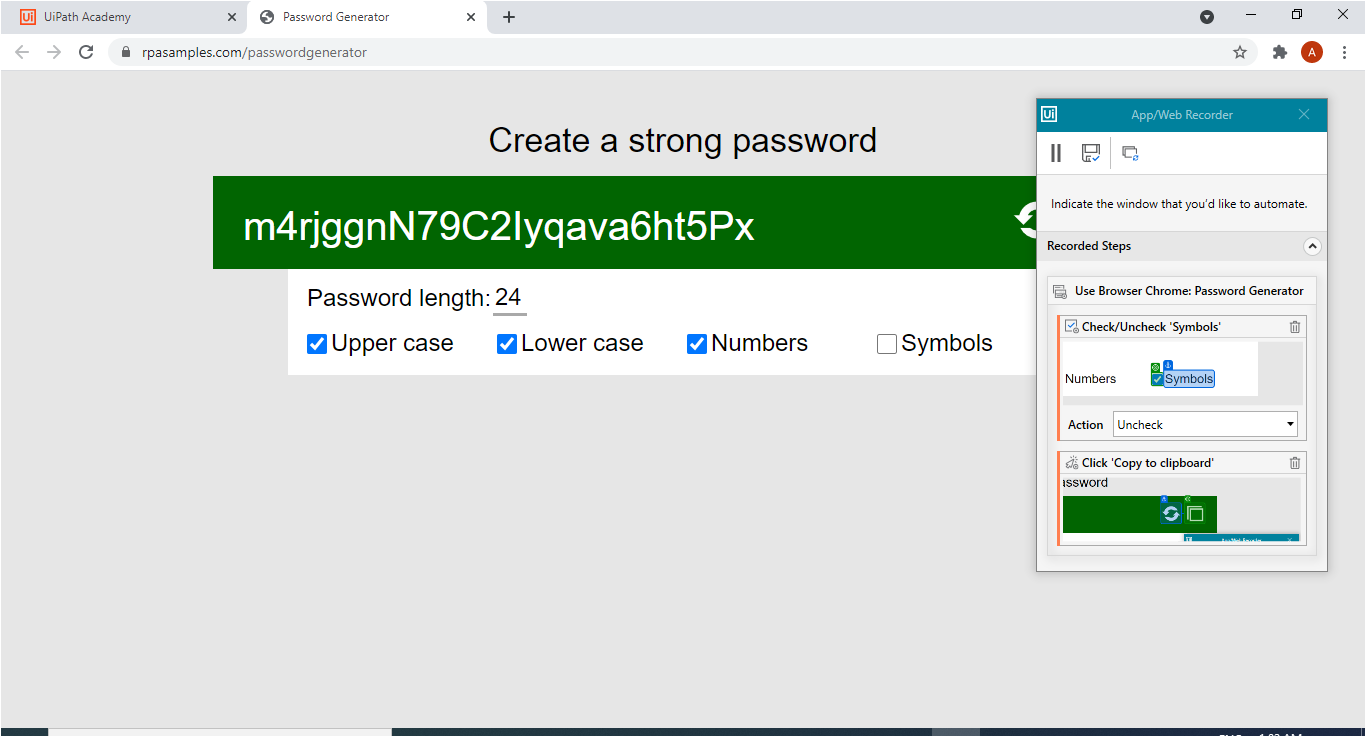 UiPath Academy
Password Generator
rpasamples.com/passwordgenerator
A
Create a strong password
m4rjggnN79C2Iyqava6ht5Px
Password length: 24
Upper case Lower case Numbers Symbols
Ui App/Web Recorder
Indicate the window that you'd like to automate.
Recorded Steps
Use Browser Chrome: Password Generator
Check/Uncheck 'Symbols'
Numbers Symbols
Action Uncheck
Click 'Copy to clipboard'
assword